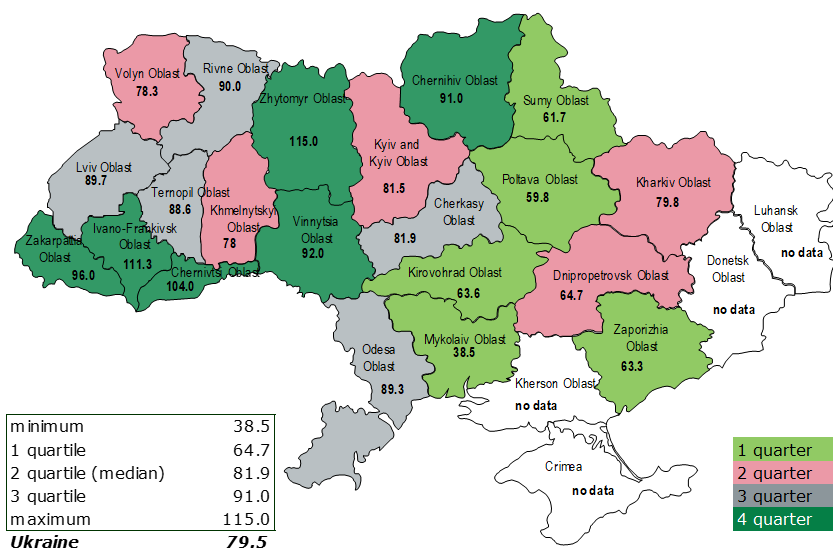 Volyn Oblast
78.3
Rivne Oblast
90.0
Zhytomyr Oblast
115.0
Chernihiv Oblast
91.0
Sumy Oblast
61.7
Kyiv and
Kyiv Oblast
81.5
Lviv Oblast
89.7
Ternopil Oblast
88.6
Khmelnytskyi
Oblast
78
Poltava Oblast
59.8
Kharkiv Oblast
79.8
Cherkasy
Oblast
81.9
Luhansk
Oblast
no data
Ivano-Frankivsk
Oblast
111.3
Vinnytsia
Oblast
92.0
Zakarpattia
Oblast
96.0
Chernivtsi Oblast
104.0
Kirovohrad Oblast
63.6
Dnipropetrovsk Oblast
64.7
Donetsk
Oblast
no data
Odesa
Oblast
89.3
Mykolaiv Oblast
38.5
Zaporizhia
Oblast
63.3
Kherson Oblast
no data
Crimea
no data
minimum 38.5
1 quartile 64.7
2 quartile (median) 81.9
3 quartile 91.0
maximum 115.0
Ukraine 79.5
1 quarter
2 quarter
3 quarter
4 quarter